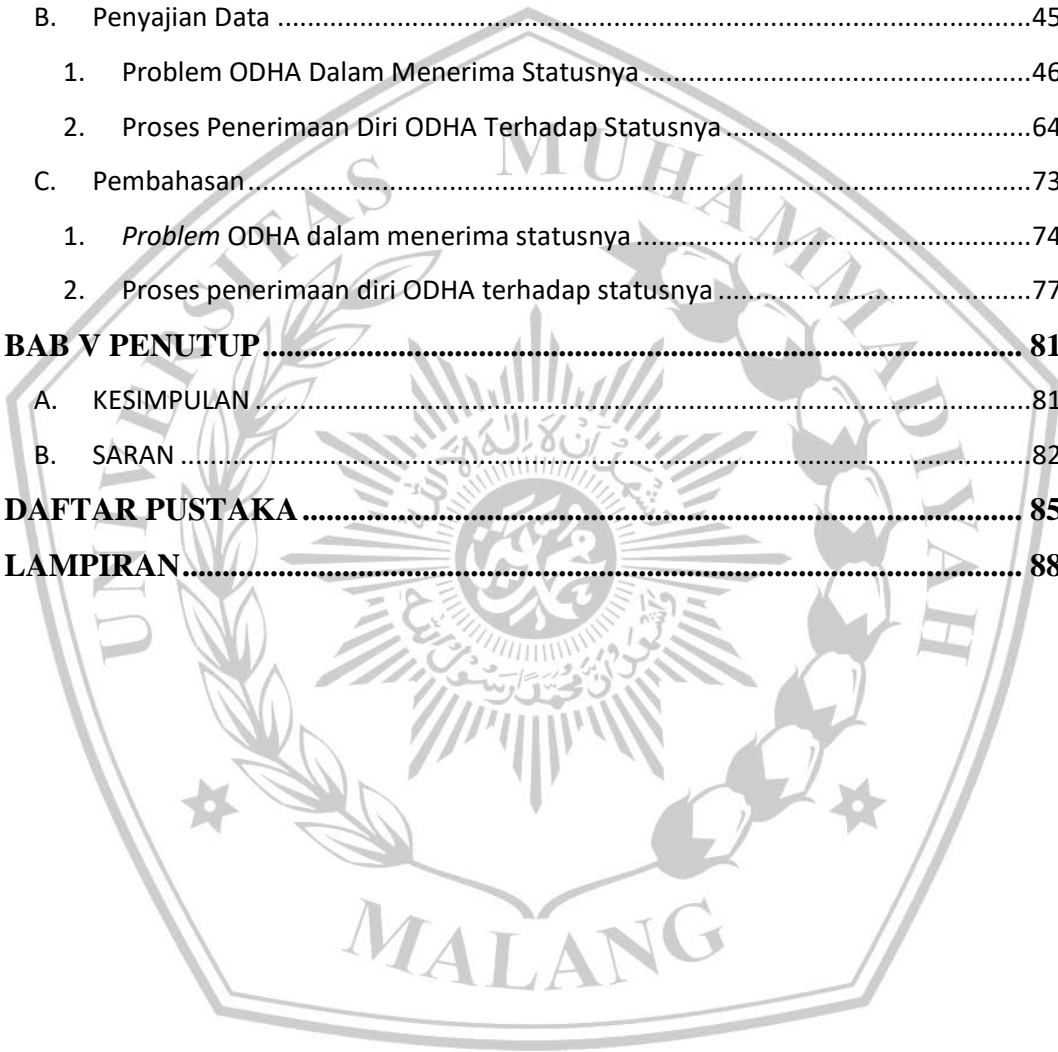 B. Penyajian Data ........ 45
1. Problem ODHA Dalam Menerima Statusnya ........ 46
2. Proses Penerimaan Diri ODHA Terhadap Statusnya ........ 64
C. Pembahasan ........ 73
1. Problem ODHA dalam menerima statusnya ........ 74
2. Proses penerimaan diri ODHA terhadap statusnya ........ 77
BAB V PENUTUP ........ 81
A. KESIMPULAN ........ 81
B. SARAN ........ 82
DAFTAR PUSTAKA ........ 85
LAMPIRAN ........ 88
UNIVERSITAS MUHAMMADIYAH
MALANG